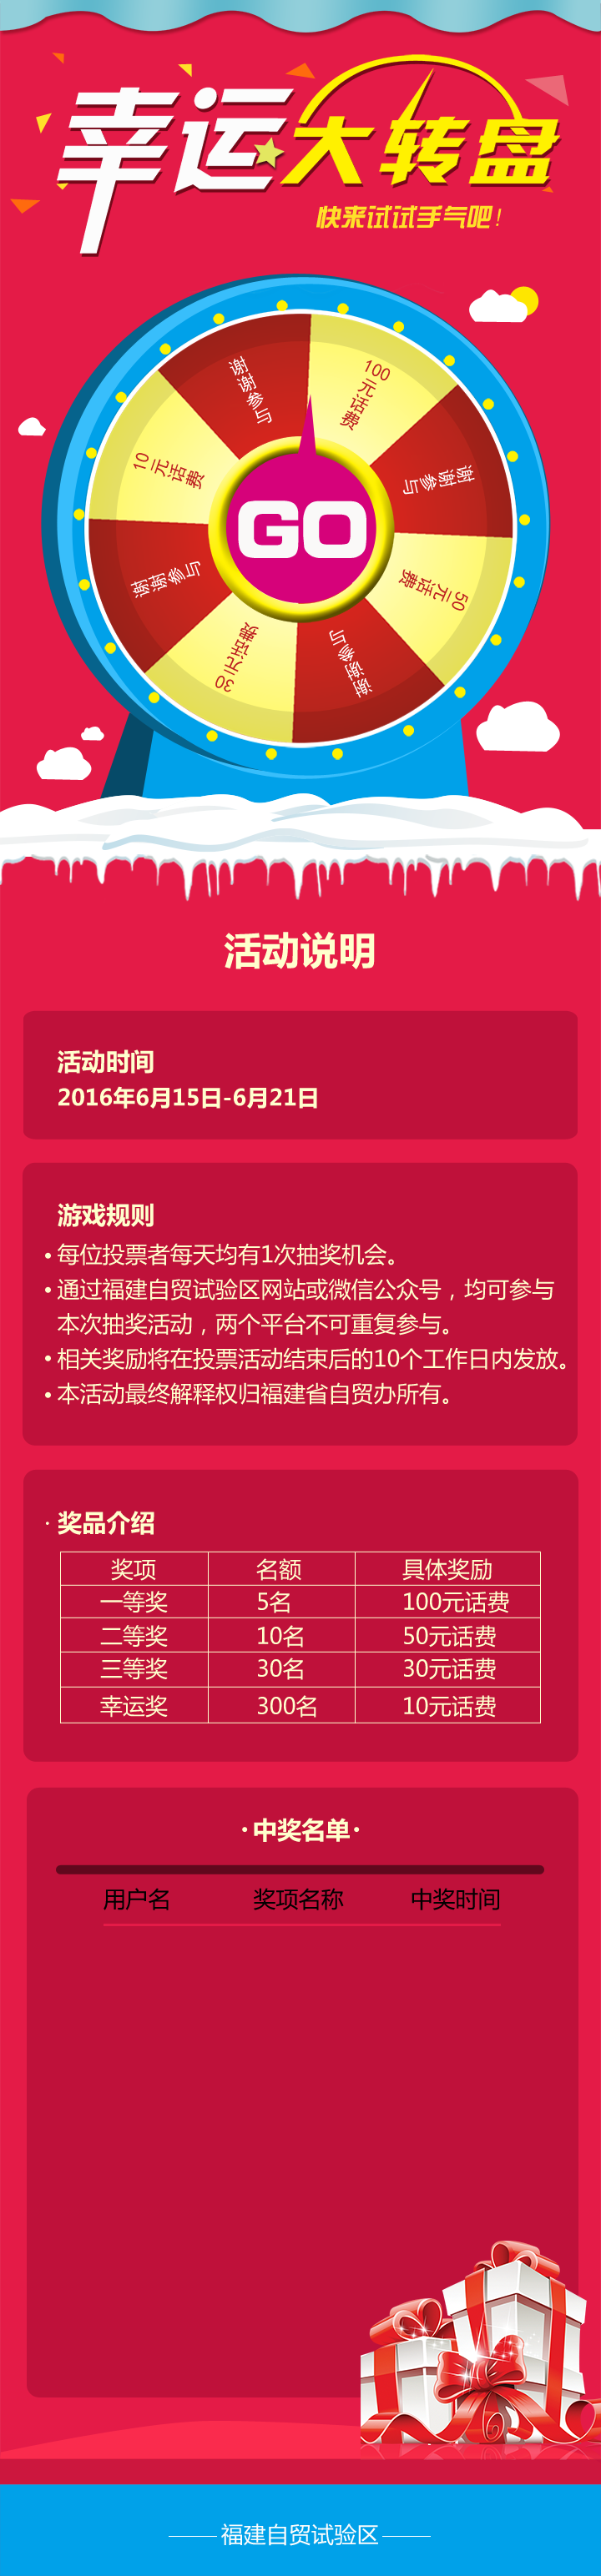 幸运大转盘
快来试试手气吧！
谢谢参与
100元话费
谢谢参与
50元话费
谢谢参与
30元话费
谢谢参与
10元话费
GO
活动说明
活动时间
2016年6月15日-6月21日
游戏规则
• 每位投票者每天均有1次抽奖机会。
• 通过福建自贸试验区网站或微信公众号，均可参与
本次抽奖活动，两个平台不可重复参与。
• 相关奖励将在投票活动结束后的10个工作日内发放。
• 本活动最终解释权归福建省自贸办所有。
· 奖品介绍
奖项 名额 具体奖励
一等奖 5名 100元话费
二等奖 10名 50元话费
三等奖 30名 30元话费
幸运奖 300名 10元话费
·中奖名单·
用户名 奖项名称 中奖时间
福建自贸试验区